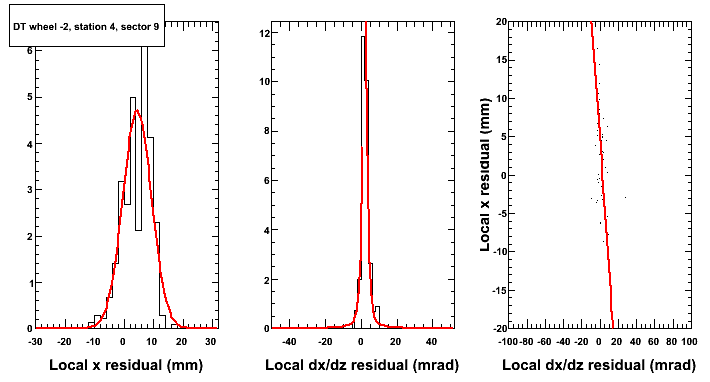 DT wheel -2, station 4, sector 9
6
5
4
3
2
1
0
-30 -20 -10 0 10 20 30
Local x residual (mm)
12
10
8
6
4
2
0
-40 -20 0 20 40
Local dx/dz residual (mrad)
Local x residual (mm)
20
15
10
5
0
-5
-10
-15
-20
-100 -80 -60 -40 -20 0 20 40 60 80 100
Local dx/dz residual (mrad)